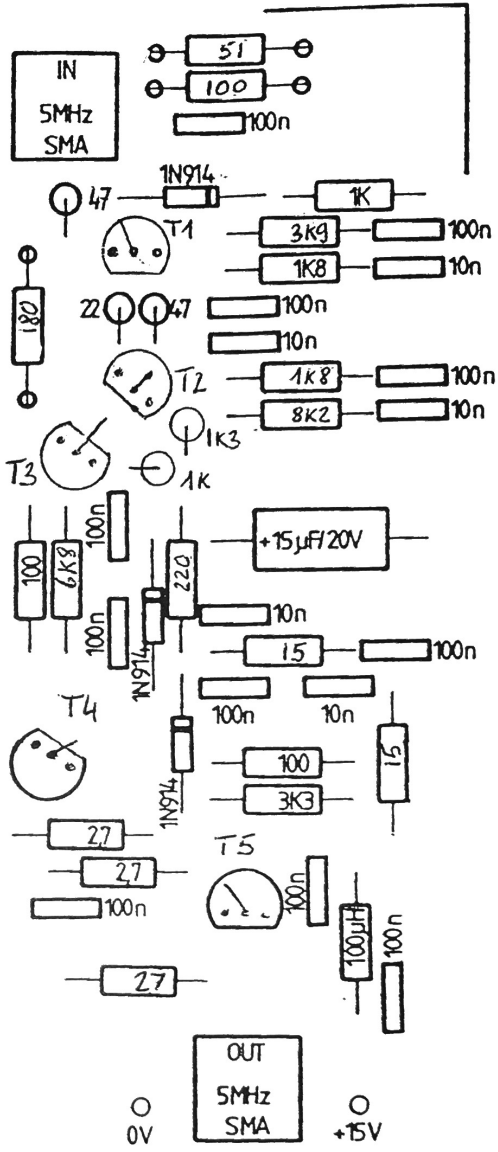 IN
5MHz
SMA
51
100
100n
1N914
47
1K
T1
3K9
100n
1K8
10n
180
22
47
100n
10n
T2
1K8
100n
8K2
10n
1K3
T3
1K
100n
+15µF/20V
100
6K8
220
100n
10n
1N914
15
100n
100n
10n
T4
15
100
1N914
3K3
2,7
T5
2,7
100n
100n
100µH
100n
27
OUT
5MHz
SMA
0V
+15V